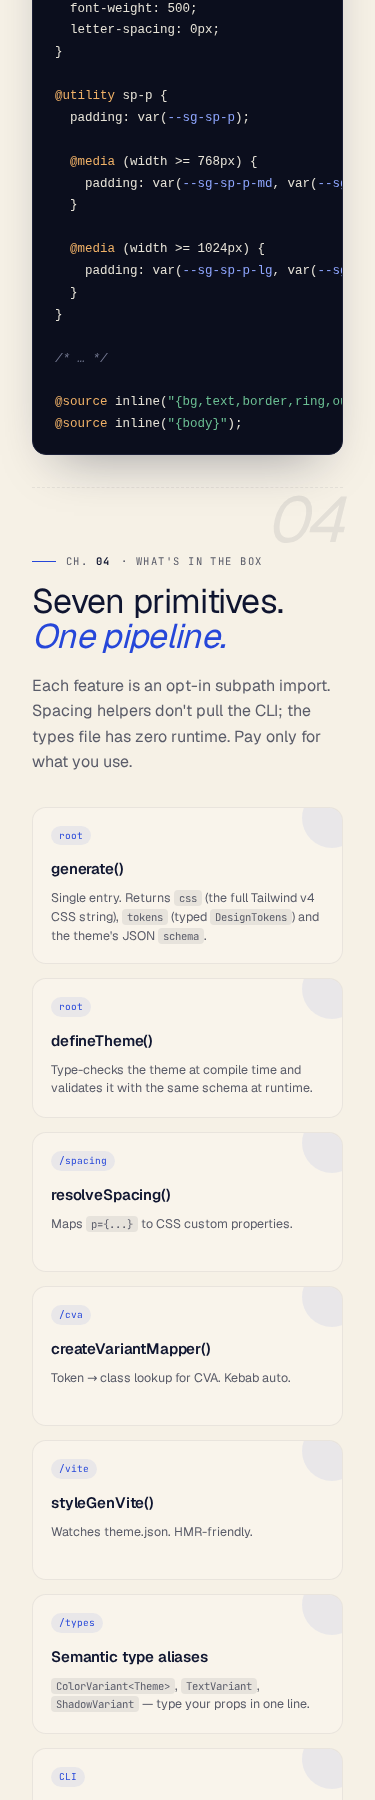 font-weight: 500;
letter-spacing: 0px;
}
@utility sp-p {
padding: var(--sg-sp-p);
@media (width >= 768px) {
padding: var(--sg-sp-p-md, var(--sg
}
@media (width >= 1024px) {
padding: var(--sg-sp-p-lg, var(--sg
}
}
/* … */
@source inline("{bg,text,border,ring,ou
@source inline("{body}");
04
CH. 04 · WHAT'S IN THE BOX
Seven primitives.
One pipeline.
Each feature is an opt-in subpath import.
Spacing helpers don't pull the CLI; the
types file has zero runtime. Pay only for
what you use.
root
generate()
Single entry. Returns css (the full Tailwind v4
CSS string), tokens (typed DesignTokens) and
the theme's JSON schema.
root
defineTheme()
Type-checks the theme at compile time and
validates it with the same schema at runtime.
/spacing
resolveSpacing()
Maps p={...} to CSS custom properties.
/cva
createVariantMapper()
Token → class lookup for CVA. Kebab auto.
/vite
styleGenVite()
Watches theme.json. HMR-friendly.
/types
Semantic type aliases
ColorVariant<Theme>, TextVariant,
ShadowVariant — type your props in one line.
CLI